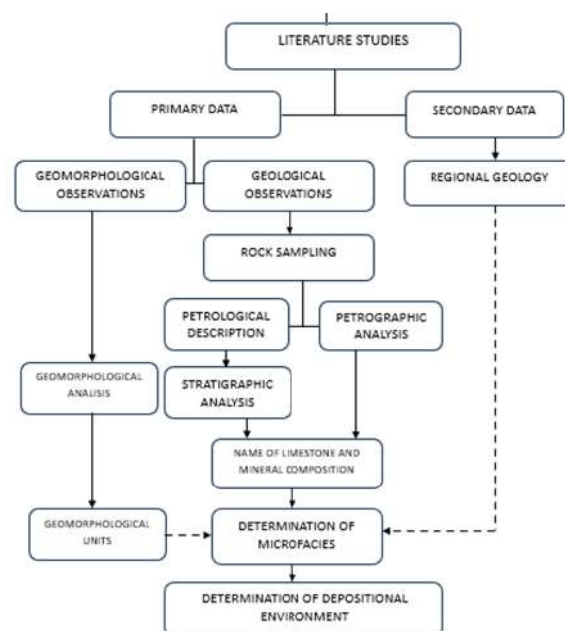 LITERATURE STUDIES
PRIMARY DATA
SECONDARY DATA
GEOMORPHOLOGICAL
OBSERVATIONS
GEOLOGICAL
OBSERVATIONS
REGIONAL GEOLOGY
ROCK SAMPLING
PETROLOGICAL
DESCRIPTION
PETROGRAPHIC
ANALYSIS
GEOMORPHOLOGICAL
ANALISIS
STRATIGRAPHIC
ANALYSIS
NAME OF LIMESTONE AND
MINERAL COMPOSITION
GEOMORPHOLOGICAL
UNITS
DETERMINATION OF
MICROFACIES
DETERMINATION OF DEPOSITIONAL
ENVIRONMENT